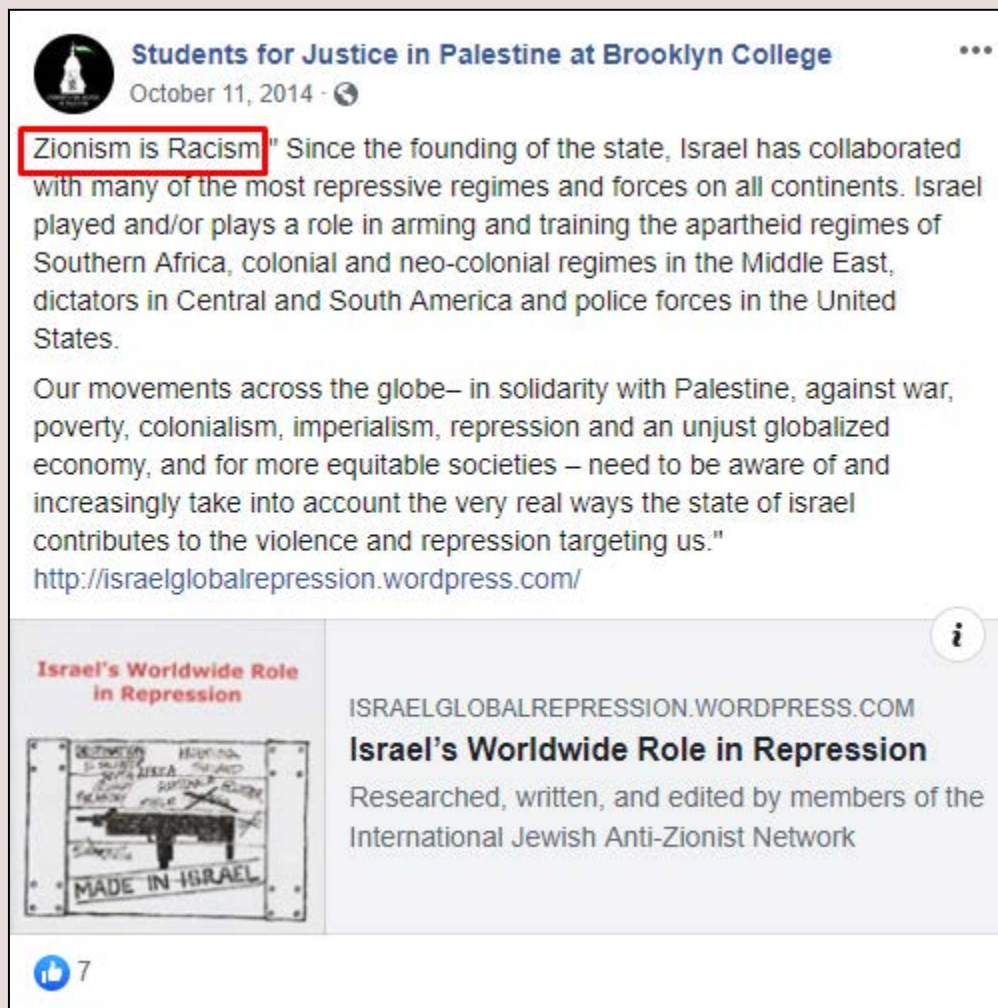 Students for Justice in Palestine at Brooklyn College
October 11, 2014 ·
Zionism is Racism " Since the founding of the state, Israel has collaborated
with many of the most repressive regimes and forces on all continents. Israel
played and/or plays a role in arming and training the apartheid regimes of
Southern Africa, colonial and neo-colonial regimes in the Middle East,
dictators in Central and South America and police forces in the United
States.
Our movements across the globe– in solidarity with Palestine, against war,
poverty, colonialism, imperialism, repression and an unjust globalized
economy, and for more equitable societies – need to be aware of and
increasingly take into account the very real ways the state of israel
contributes to the violence and repression targeting us."
http://israelglobalrepression.wordpress.com/
Israel's Worldwide Role
in Repression
DESTINATION
MADE IN ISRAEL
ISRAELGLOBALREPRESSION.WORDPRESS.COM
Israel's Worldwide Role in Repression
Researched, written, and edited by members of the
International Jewish Anti-Zionist Network
7